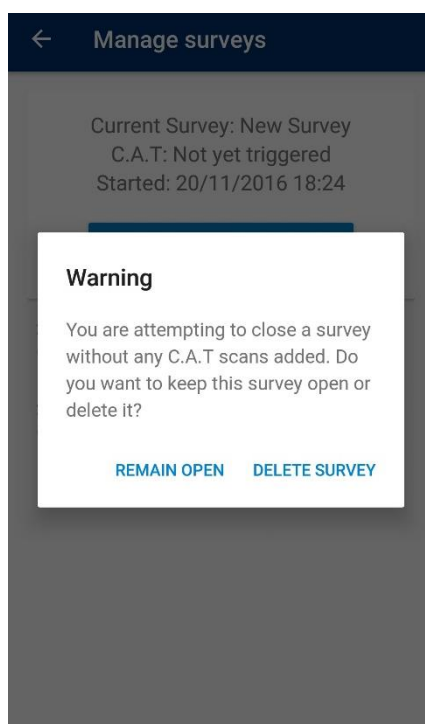 Manage surveys
Current Survey: New Survey
C.A.T: Not yet triggered
Started: 20/11/2016 18:24
Warning
You are attempting to close a survey
without any C.A.T scans added. Do
you want to keep this survey open or
delete it?
REMAIN OPEN DELETE SURVEY